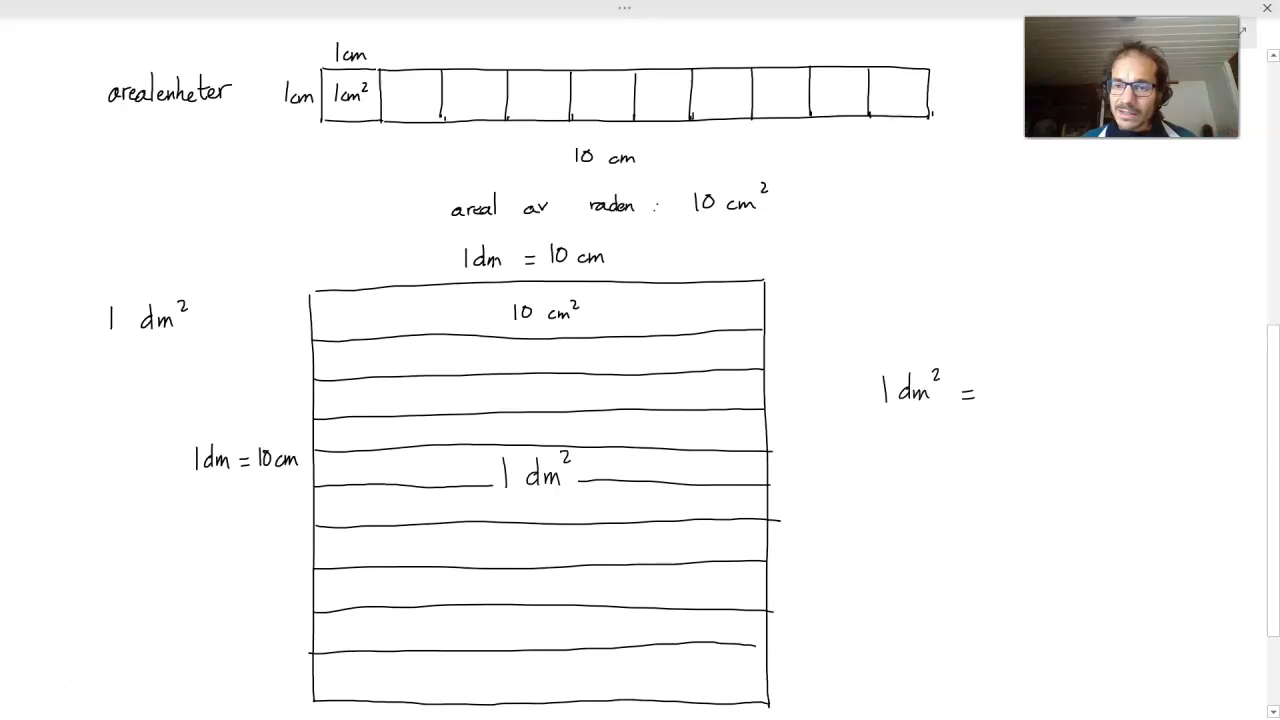 1cm
arealenheter 1cm 1cm²
10 cm
areal av raden : 10 cm²
1dm = 10 cm
1 dm² 10 cm²
1dm² =
1dm = 10cm 1 dm²